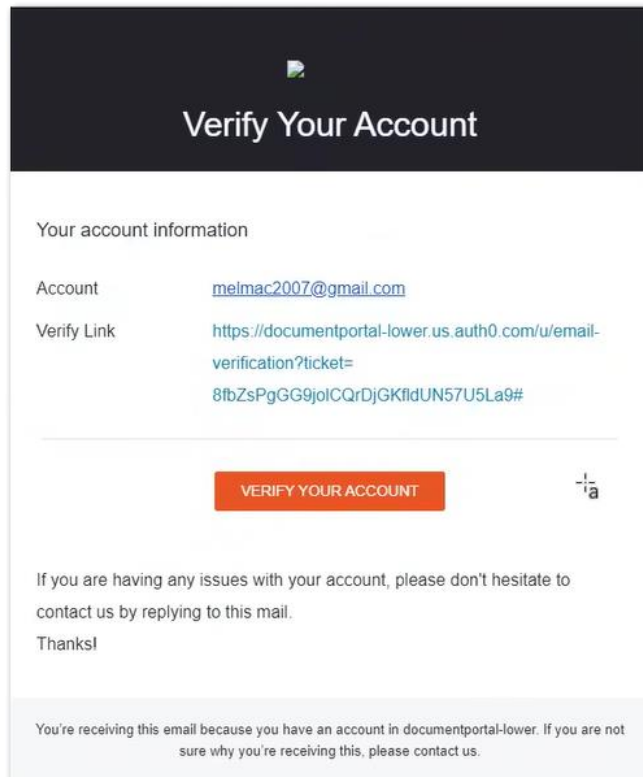 Verify Your Account
Your account information
Account melmac2007@gmail.com
Verify Link https://documentportal-lower.us.auth0.com/u/email-
verification?ticket=
8fbZsPgGG9jolCQrDjGKfldUN57U5La9#
VERIFY YOUR ACCOUNT
a
If you are having any issues with your account, please don't hesitate to
contact us by replying to this mail.
Thanks!
You're receiving this email because you have an account in documentportal-lower. If you are not
sure why you're receiving this, please contact us.